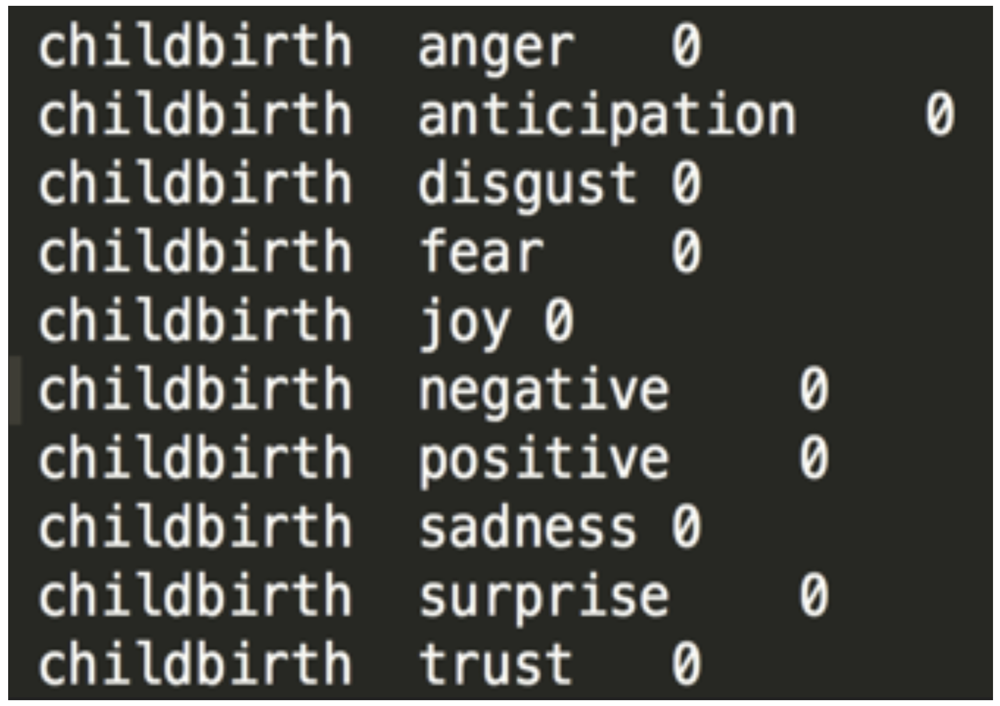 childbirth anger 0
childbirth anticipation 0
childbirth disgust 0
childbirth fear 0
childbirth joy 0
childbirth negative 0
childbirth positive 0
childbirth sadness 0
childbirth surprise 0
childbirth trust 0